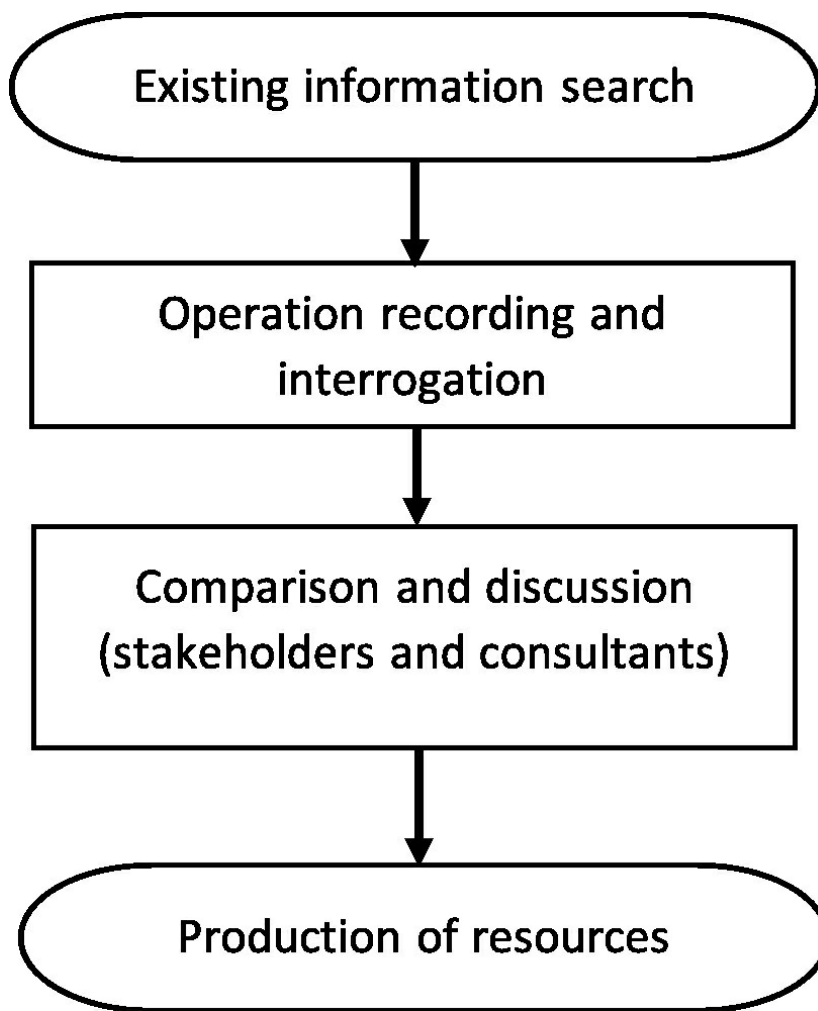 Existing information search
Operation recording and
interrogation
Comparison and discussion
(stakeholders and consultants)
Production of resources